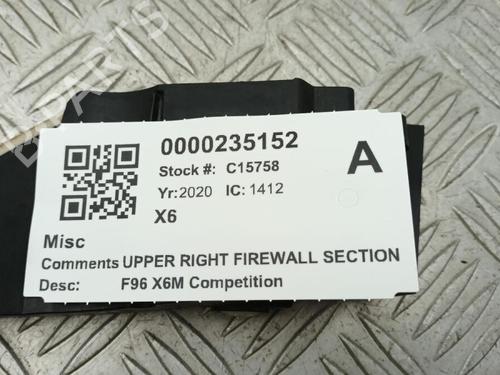 0000235152
A
Stock #: C15758
Yr:2020 IC:1412
X6
Misc
Comments UPPER RIGHT FIREWALL SECTION
Desc: F96 X6M Competition